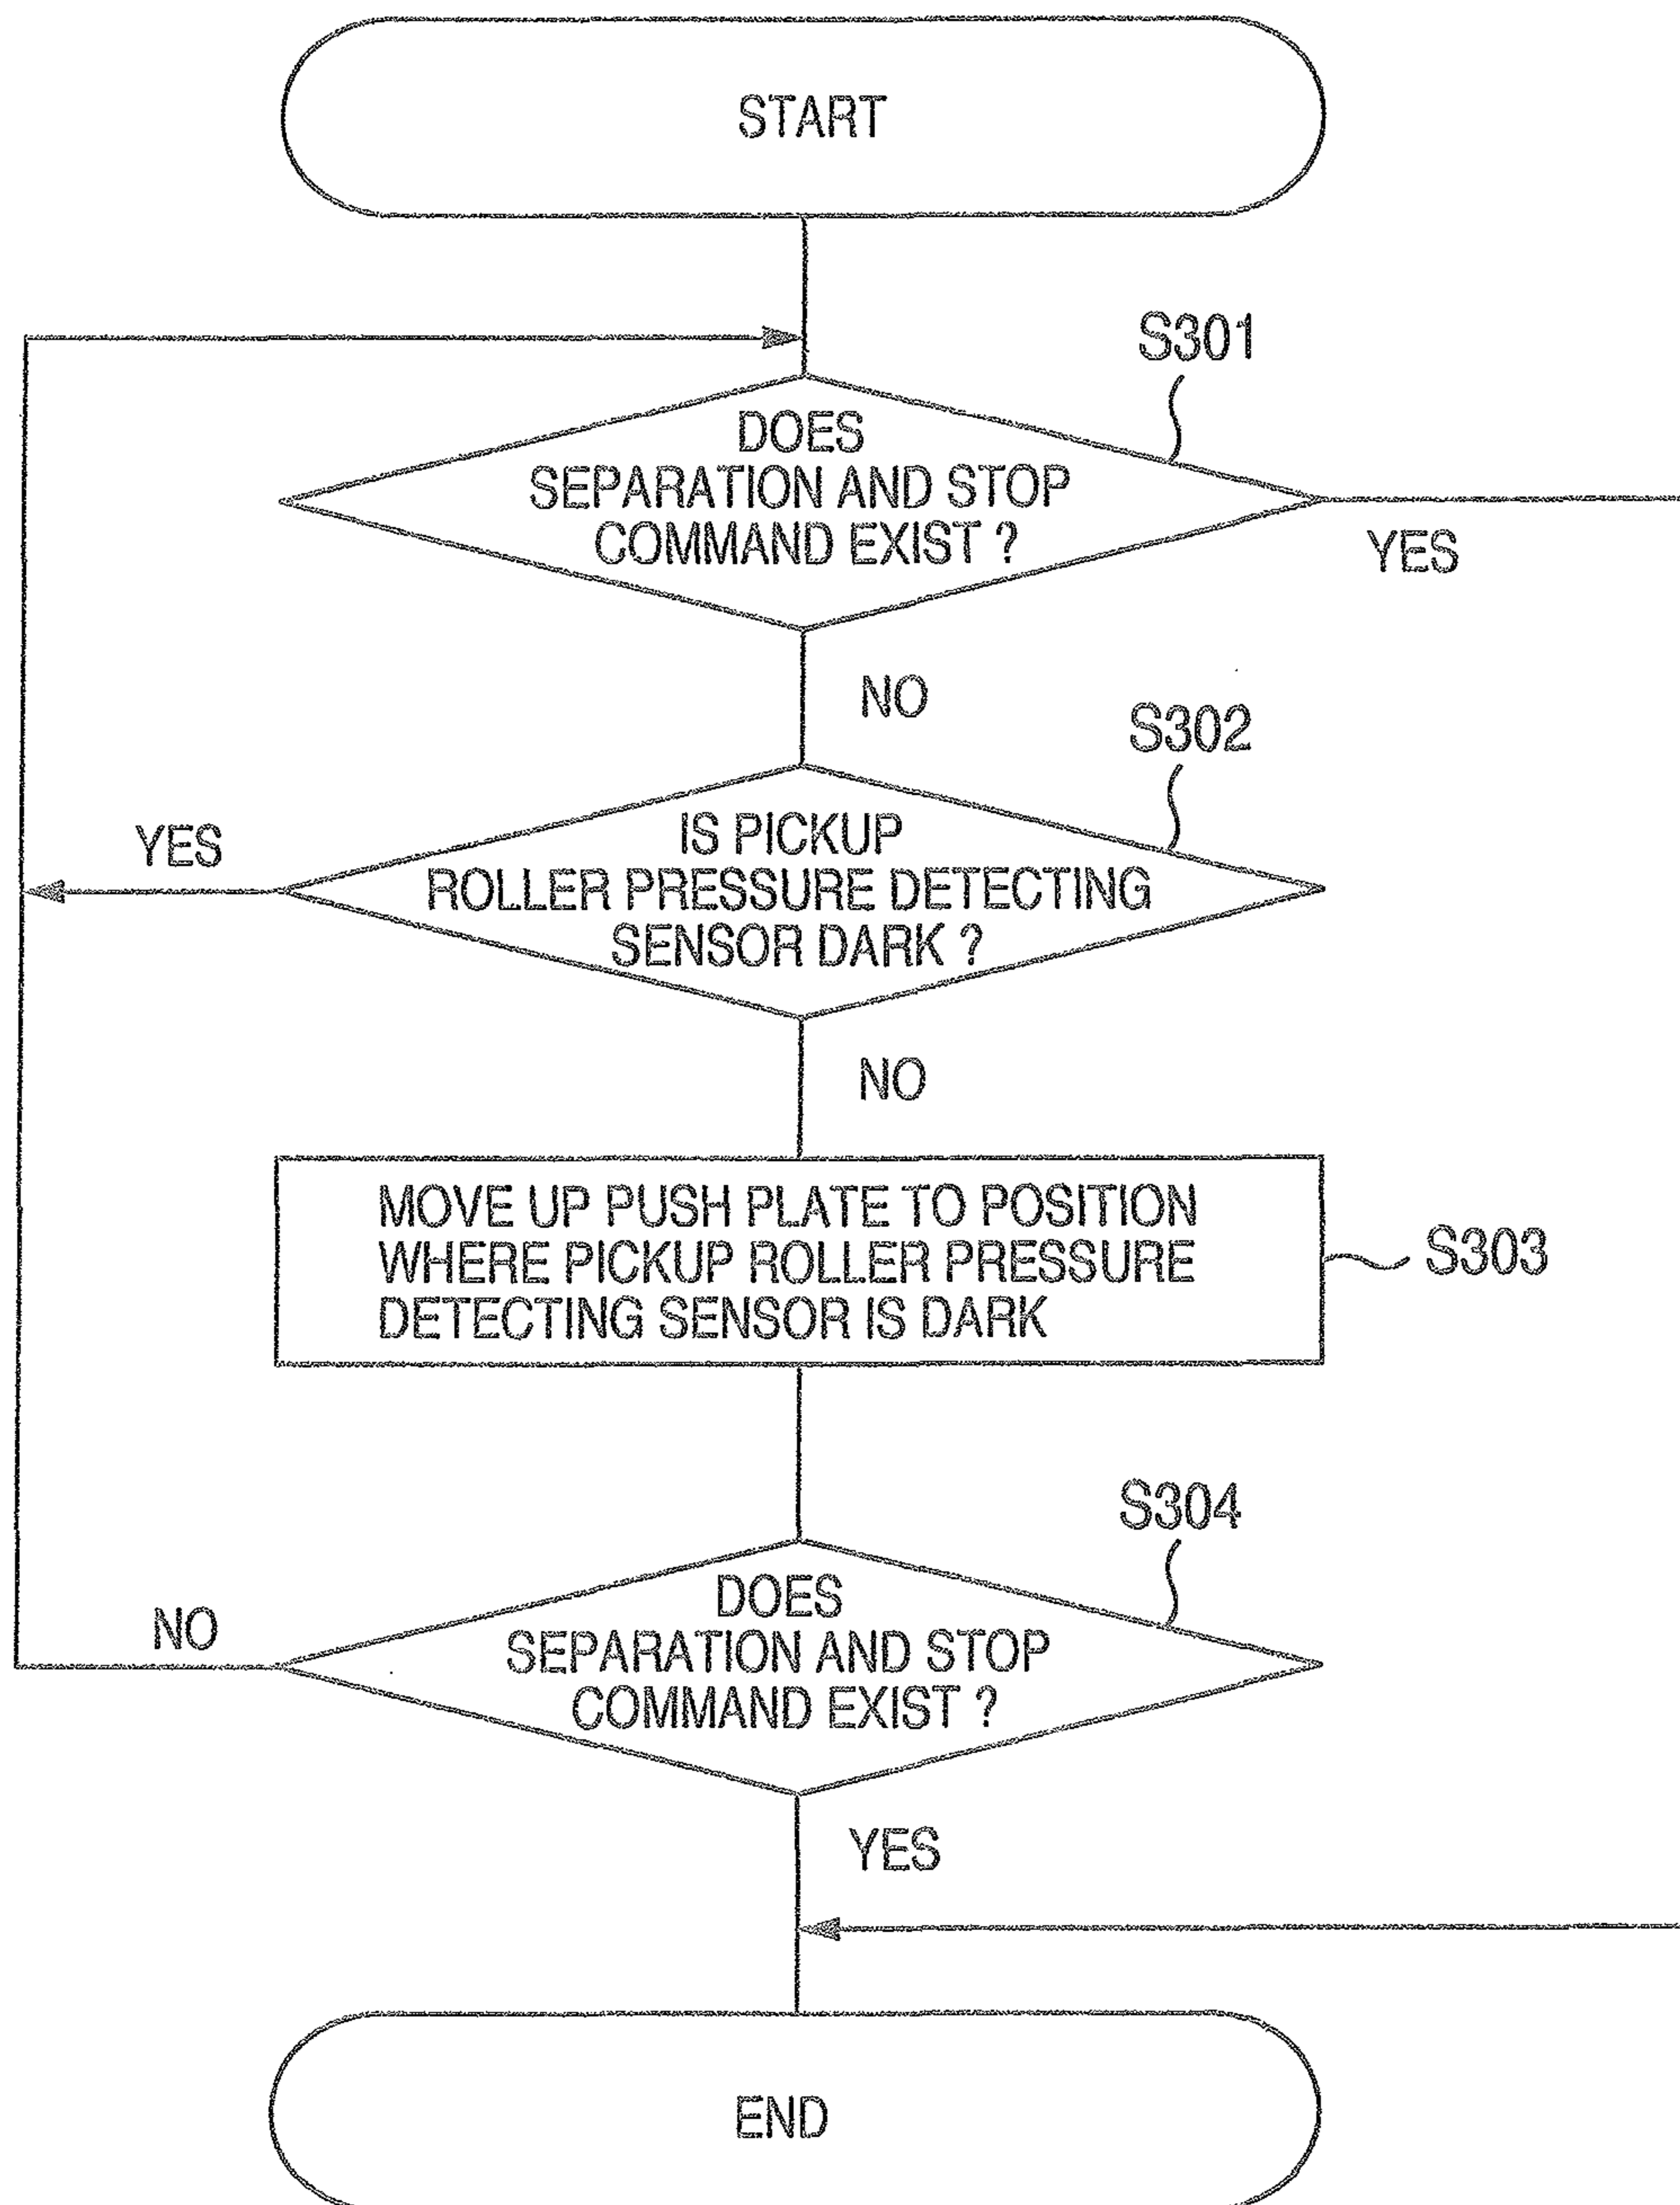 START
S301
DOES
SEPARATION AND STOP
COMMAND EXIST ?
YES
NO
S302
YES
IS PICKUP
ROLLER PRESSURE DETECTING
SENSOR DARK ?
NO
MOVE UP PUSH PLATE TO POSITION
WHERE PICKUP ROLLER PRESSURE
DETECTING SENSOR IS DARK
S303
S304
NO
DOES
SEPARATION AND STOP
COMMAND EXIST ?
YES
END